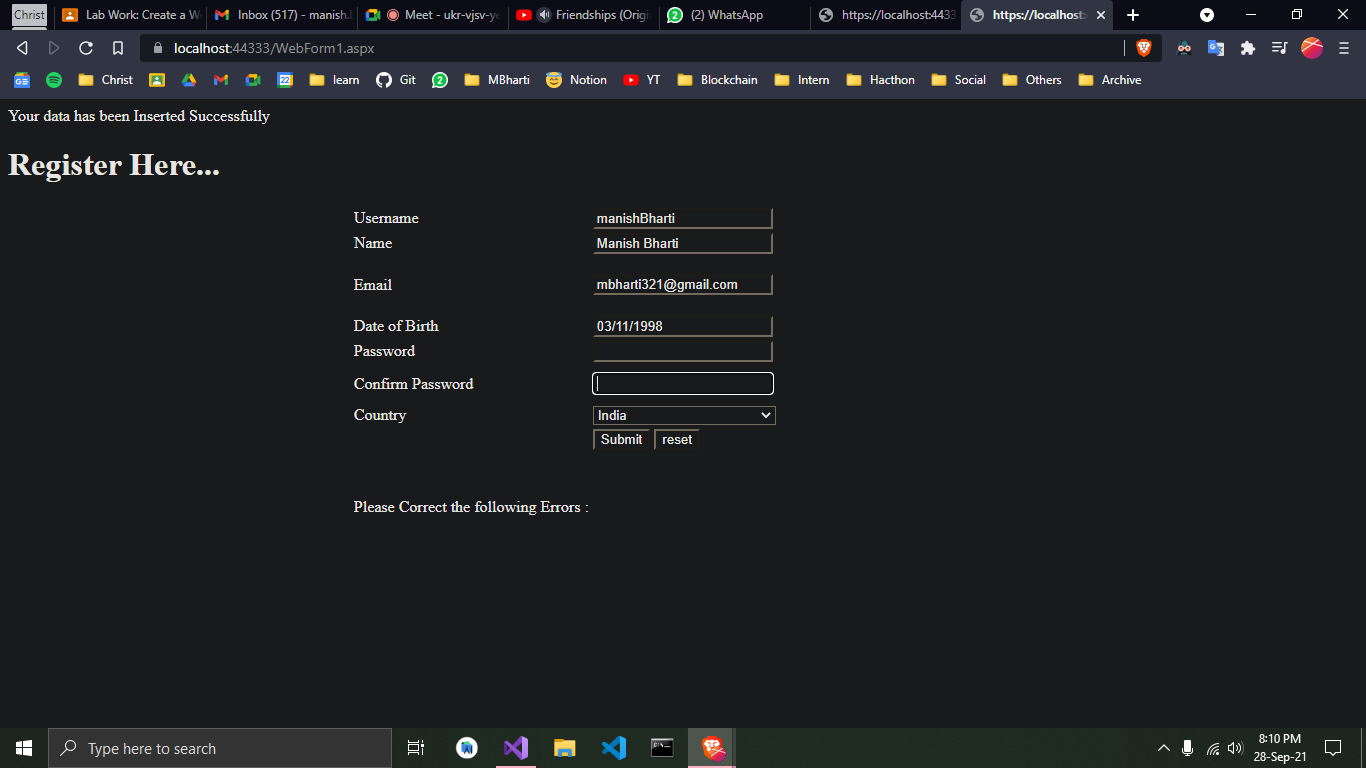 Christ Lab Work: Create a W Inbox (517) - manish. Meet - ukr-vjsv-y Friendships (Origi (2) WhatsApp https://localhost:4433 https://localhost:
localhost:44333/WebForm1.aspx
Christ 22 learn Git 2 MBharti Notion YT Blockchain Intern Hacthon Social Others Archive
Your data has been Inserted Successfully
Register Here...
Username manishBharti
Name Manish Bharti
Email mbharti321@gmail.com
Date of Birth 03/11/1998
Password
Confirm Password
Country India
Submit reset
Please Correct the following Errors :
Type here to search
8:10 PM
28-Sep-21